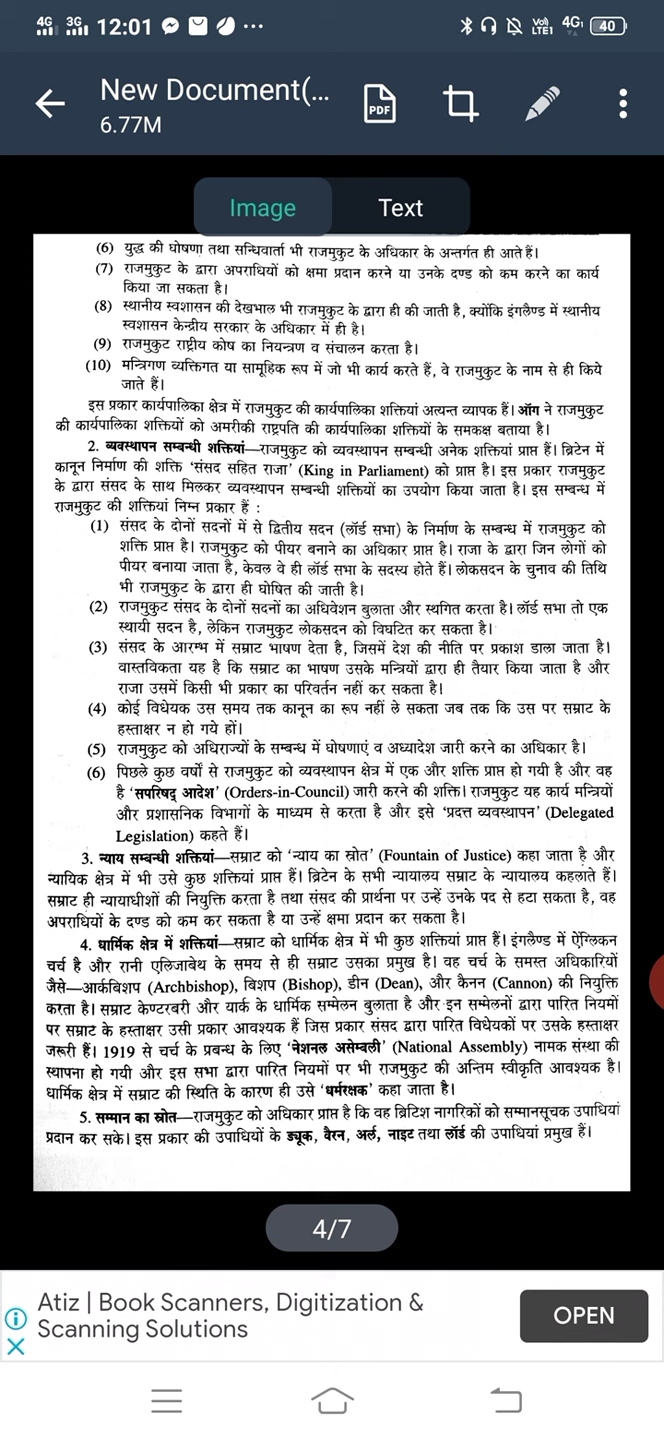 4G 3G 12:01 ... Vo) LTE1 4G 40
New Document(...
6.77M
PDF
Image Text
(6) युद्ध की घोषणा तथा सन्धिवार्ता भी राजमुकुट के अधिकार के अन्तर्गत ही आते हैं।
(7) राजमुकुट के द्वारा अपराधियों को क्षमा प्रदान करने या उनके दण्ड को कम करने का कार्य
किया जा सकता है।
(8) स्थानीय स्वशासन की देखभाल भी राजमुकुट के द्वारा ही की जाती है, क्योंकि इंगलैण्ड में स्थानीय
स्वशासन केन्द्रीय सरकार के अधिकार में ही है।
(9) राजमुकुट राष्ट्रीय कोष का नियन्त्रण व संचालन करता है।
(10) मन्त्रिगण व्यक्तिगत या सामूहिक रूप में जो भी कार्य करते हैं, वे राजमुकुट के नाम से ही किये
जाते हैं।
इस प्रकार कार्यपालिका क्षेत्र में राजमुकुट की कार्यपालिका शक्तियां अत्यन्त व्यापक हैं। ऑग ने राजमुकुट
की कार्यपालिका शक्तियों को अमरीकी राष्ट्रपति की कार्यपालिका शक्तियों के समकक्ष बताया है।
2. व्यवस्थापन सम्बन्धी शक्तियां—राजमुकुट को व्यवस्थापन सम्बन्धी अनेक शक्तियां प्राप्त हैं। ब्रिटेन में
कानून निर्माण की शक्ति 'संसद सहित राजा' (King in Parliament) को प्राप्त है। इस प्रकार राजमुकुट
के द्वारा संसद के साथ मिलकर व्यवस्थापन सम्बन्धी शक्तियों का उपयोग किया जाता है। इस सम्बन्ध में
राजमुकुट की शक्तियां निम्न प्रकार हैं :
(1) संसद के दोनों सदनों में से द्वितीय सदन (लॉर्ड सभा) के निर्माण के सम्बन्ध में राजमुकुट को
शक्ति प्राप्त है। राजमुकुट को पीयर बनाने का अधिकार प्राप्त है। राजा के द्वारा जिन लोगों को
पीयर बनाया जाता है, केवल वे ही लॉर्ड सभा के सदस्य होते हैं। लोकसदन के चुनाव की तिथि
भी राजमुकुट के द्वारा ही घोषित की जाती है।
(2) राजमुकुट संसद के दोनों सदनों का अधिवेशन बुलाता और स्थगित करता है। लॉर्ड सभा तो एक
स्थायी सदन है, लेकिन राजमुकुट लोकसदन को विघटित कर सकता है।
(3) संसद के आरम्भ में सम्राट भाषण देता है, जिसमें देश की नीति पर प्रकाश डाला जाता है।
वास्तविकता यह है कि सम्राट का भाषण उसके मन्त्रियों द्वारा ही तैयार किया जाता है और
राजा उसमें किसी भी प्रकार का परिवर्तन नहीं कर सकता है।
(4) कोई विधेयक उस समय तक कानून का रूप नहीं ले सकता जब तक कि उस पर सम्राट के
हस्ताक्षर न हो गये हों।
(5) राजमुकुट को अधिराज्यों के सम्बन्ध में घोषणाएं व अध्यादेश जारी करने का अधिकार है।
(6) पिछले कुछ वर्षों से राजमुकुट को व्यवस्थापन क्षेत्र में एक और शक्ति प्राप्त हो गयी है और वह
है 'सपरिषद् आदेश' (Orders-in-Council) जारी करने की शक्ति। राजमुकुट यह कार्य मन्त्रियों
और प्रशासनिक विभागों के माध्यम से करता है और इसे 'प्रदत्त व्यवस्थापन' (Delegated
Legislation) कहते हैं।
3. न्याय सम्बन्धी शक्तियां—सम्राट को 'न्याय का स्रोत' (Fountain of Justice) कहा जाता है और
न्यायिक क्षेत्र में भी उसे कुछ शक्तियां प्राप्त हैं। ब्रिटेन के सभी न्यायालय सम्राट के न्यायालय कहलाते हैं।
सम्राट ही न्यायाधीशों की नियुक्ति करता है तथा संसद की प्रार्थना पर उन्हें उनके पद से हटा सकता है, वह
अपराधियों के दण्ड को कम कर सकता है या उन्हें क्षमा प्रदान कर सकता है।
4. धार्मिक क्षेत्र में शक्तियां—सम्राट को धार्मिक क्षेत्र में भी कुछ शक्तियां प्राप्त हैं। इंगलैण्ड में ऐंग्लिकन
चर्च है और रानी एलिजाबेथ के समय से ही सम्राट उसका प्रमुख है। वह चर्च के समस्त अधिकारियों
जैसे—आर्कबिशप (Archbishop), बिशप (Bishop), डीन (Dean), और कैनन (Cannon) की नियुक्ति
करता है। सम्राट केण्टरबरी और यार्क के धार्मिक सम्मेलन बुलाता है और इन सम्मेलनों द्वारा पारित नियमों
पर सम्राट के हस्ताक्षर उसी प्रकार आवश्यक हैं जिस प्रकार संसद द्वारा पारित विधेयकों पर उसके हस्ताक्षर
जरूरी हैं। 1919 से चर्च के प्रबन्ध के लिए 'नेशनल असेम्बली' (National Assembly) नामक संस्था की
स्थापना हो गयी और इस सभा द्वारा पारित नियमों पर भी राजमुकुट की अन्तिम स्वीकृति आवश्यक है।
धार्मिक क्षेत्र में सम्राट की स्थिति के कारण ही उसे 'धर्मरक्षक' कहा जाता है।
5. सम्मान का स्रोत—राजमुकुट को अधिकार प्राप्त है कि वह ब्रिटिश नागरिकों को सम्मानसूचक उपाधियां
प्रदान कर सके। इस प्रकार की उपाधियों के ड्यूक, बैरन, अर्ल, नाइट तथा लॉर्ड की उपाधियां प्रमुख हैं।
4/7
Atiz | Book Scanners, Digitization &
Scanning Solutions
OPEN